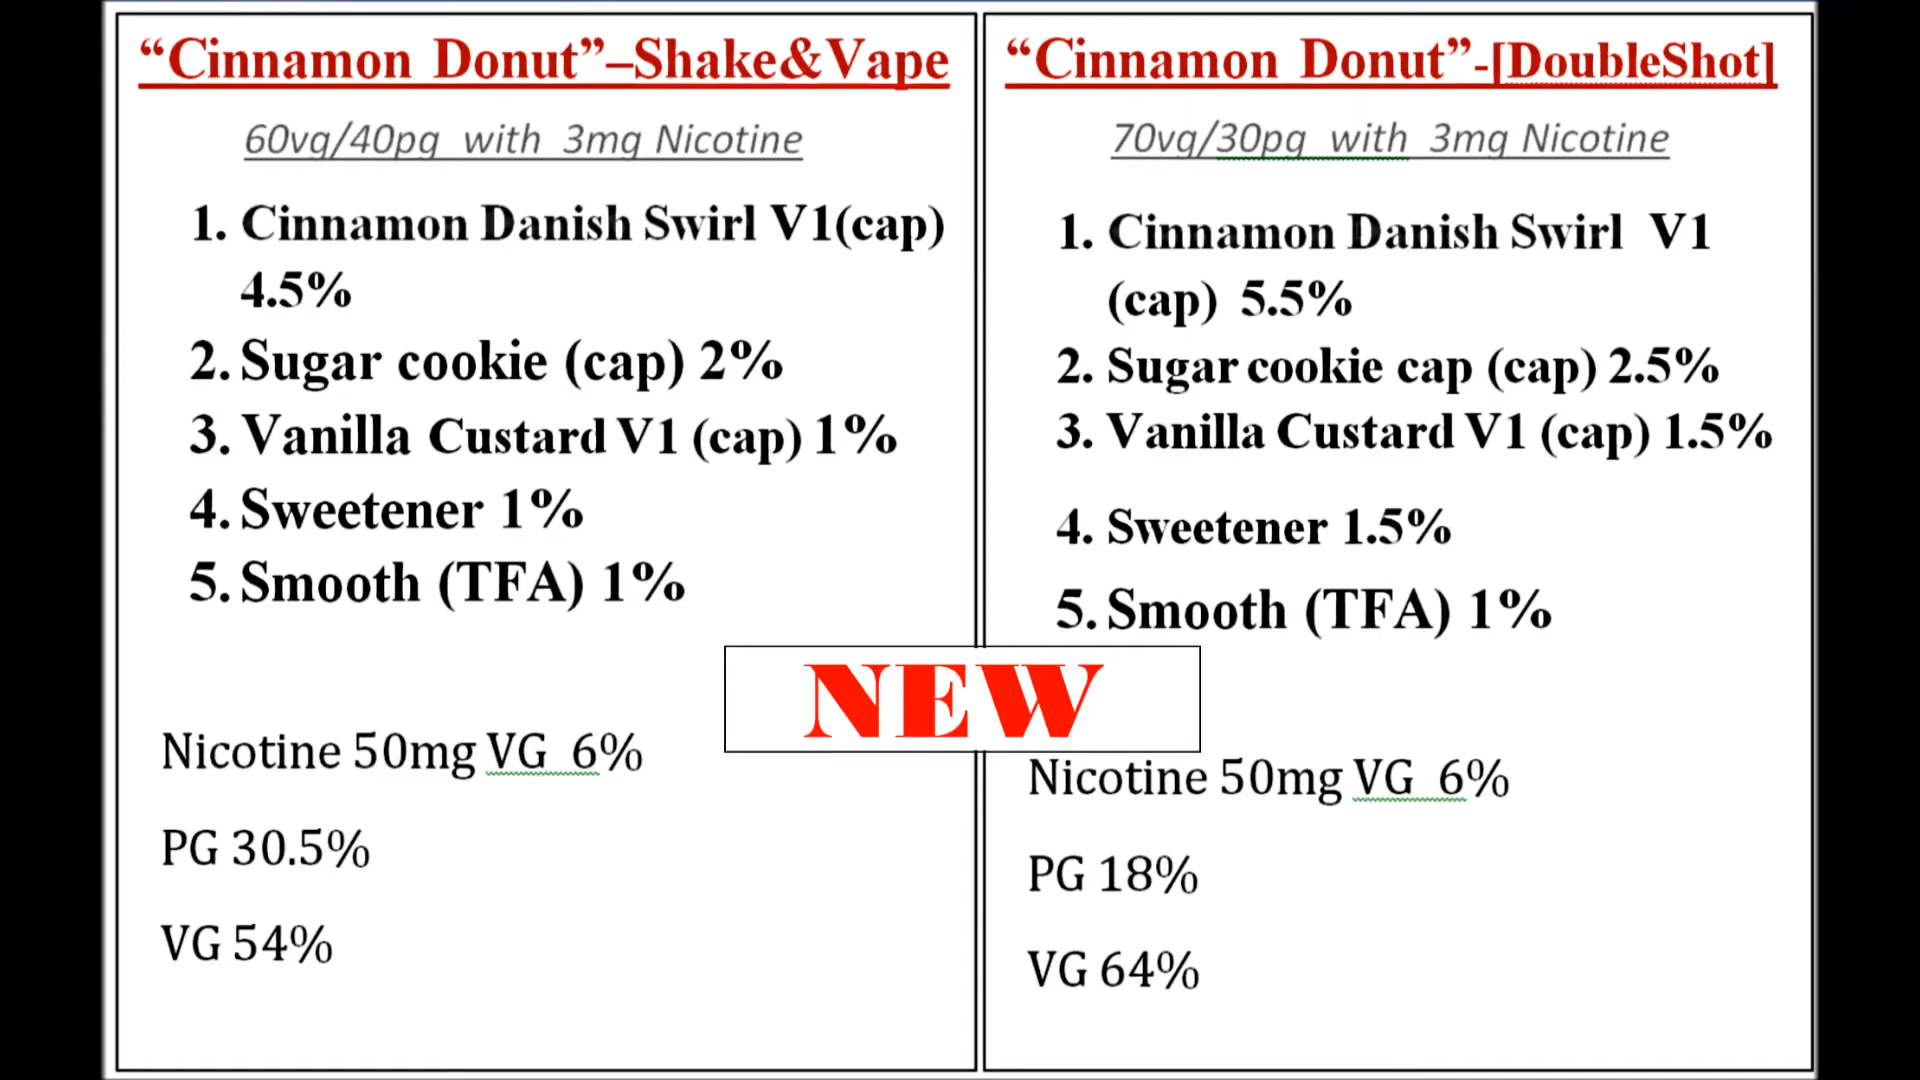 “Cinnamon Donut”–Shake&Vape
60vg/40pg with 3mg Nicotine
1. Cinnamon Danish Swirl V1(cap)
4.5%
2. Sugar cookie (cap) 2%
3. Vanilla Custard V1 (cap) 1%
4. Sweetener 1%
5. Smooth (TFA) 1%
Nicotine 50mg VG 6%
PG 30.5%
VG 54%
“Cinnamon Donut”-[DoubleShot]
70vg/30pg with 3mg Nicotine
1. Cinnamon Danish Swirl V1
(cap) 5.5%
2. Sugar cookie cap (cap) 2.5%
3. Vanilla Custard V1 (cap) 1.5%
4. Sweetener 1.5%
5. Smooth (TFA) 1%
Nicotine 50mg VG 6%
PG 18%
VG 64%
NEW